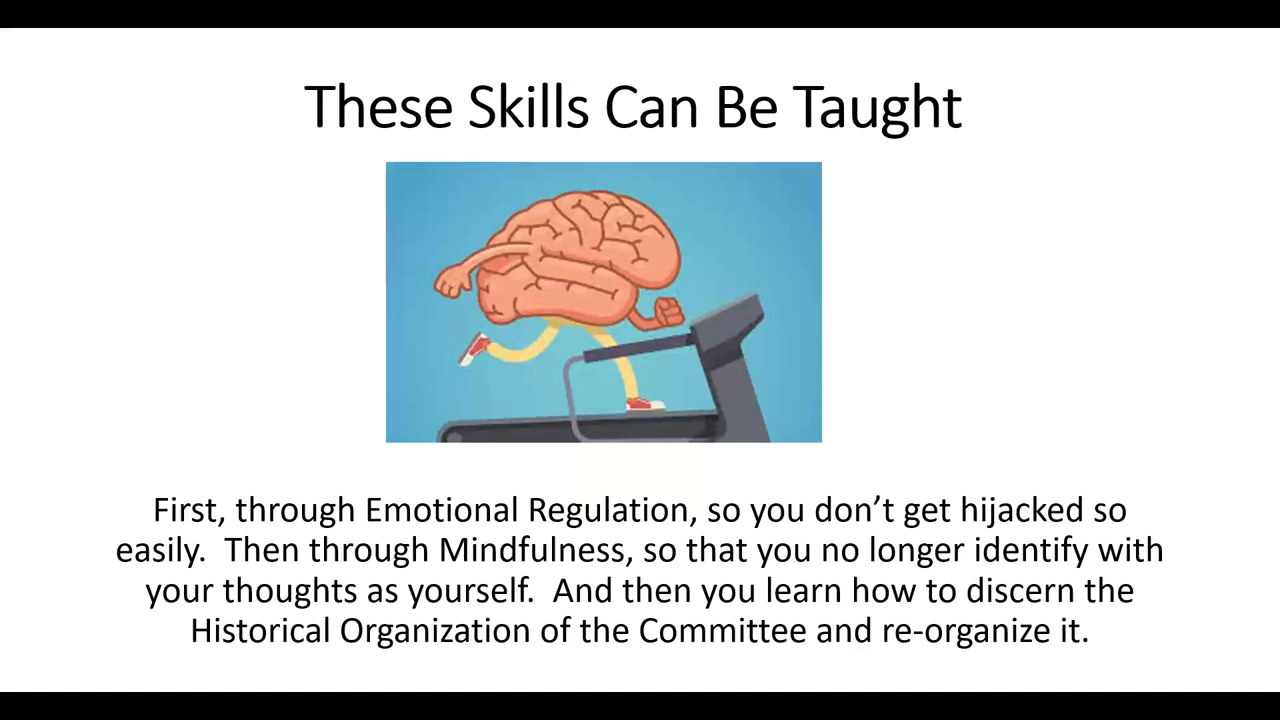 These Skills Can Be Taught
First, through Emotional Regulation, so you don’t get hijacked so
easily.  Then through Mindfulness, so that you no longer identify with
your thoughts as yourself.  And then you learn how to discern the
Historical Organization of the Committee and re-organize it.